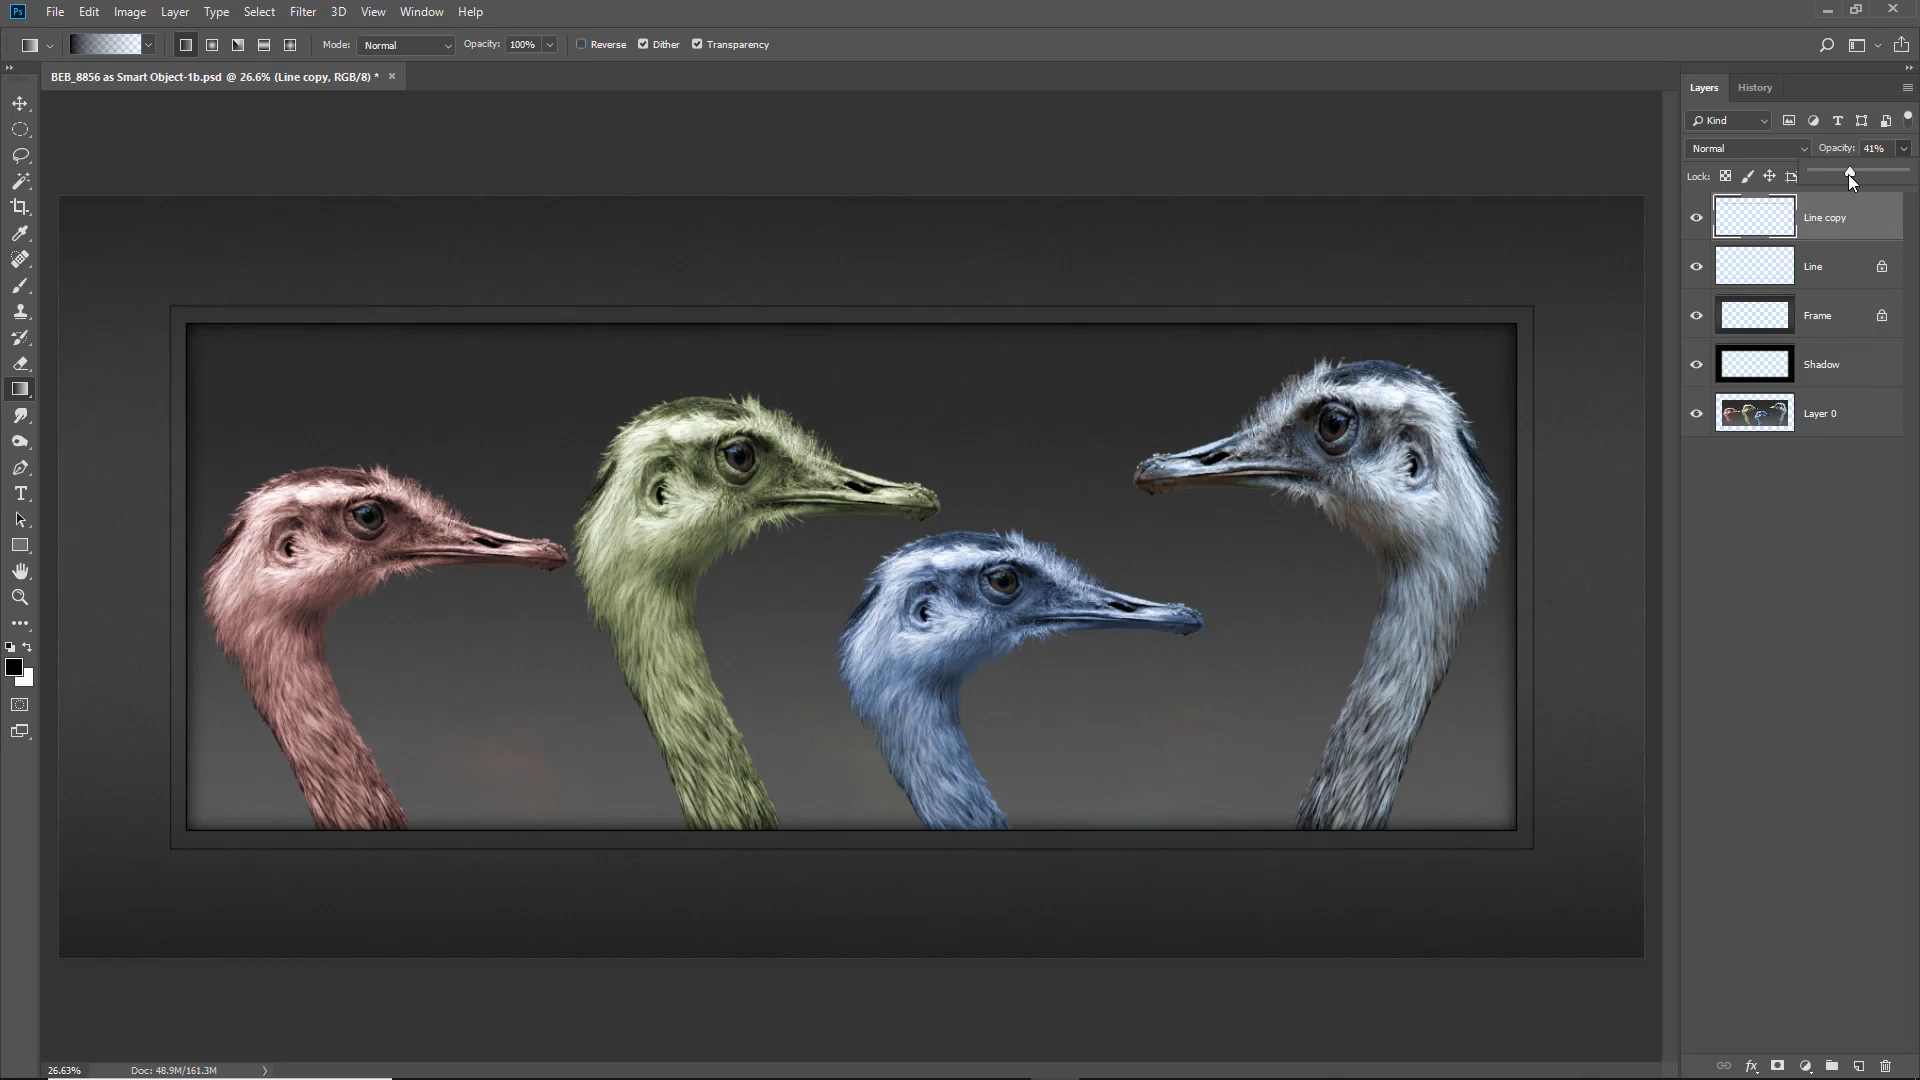 Ps File Edit Image Layer Type Select Filter 3D View Window Help
Mode: Normal Opacity: 100% Reverse Dither Transparency
BEB_8856 as Smart Object-1b.psd @ 26.6% (Line copy, RGB/8) *
Layers History
Kind
Normal Opacity: 41%
Lock:
Line copy
Line
Frame
Shadow
Layer 0
26.63% Doc: 48.9M/161.3M